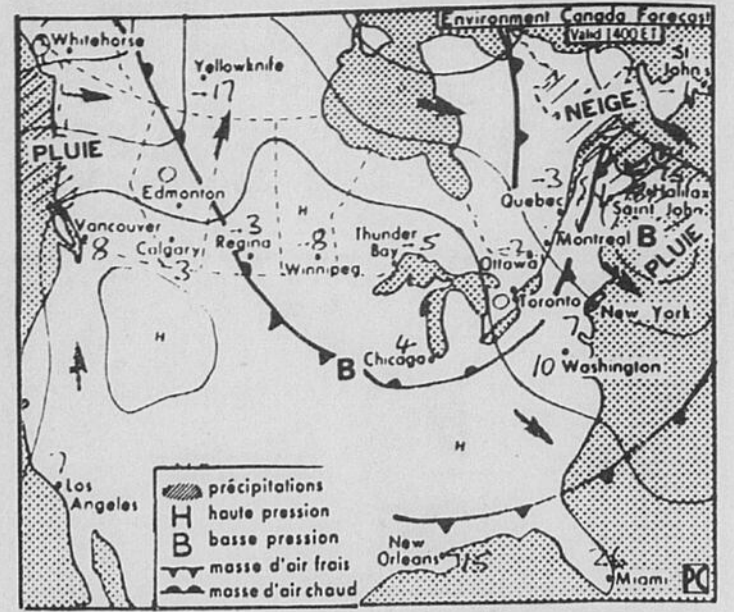 Environment Canada Forecast
Valid 1400 E.T.
Whitehorse
Yellowknife
-17
St John's
NEIGE
PLUIE
0
Edmonton
-3
Quebec
Halifax
Saint John
Vancouver
8
Calgary
-3
-3
Regina
H
-8
Winnipeg
Thunder Bay
-5
Ottawa
Montreal
B
PLUIE
0
Toronto
New York
7
H
4
Chicago
B
10
Washington
H
7
Los
Angeles
précipitations
H haute pression
B basse pression
masse d'air frais
masse d'air chaud
New
Orleans
15
Miami
PC